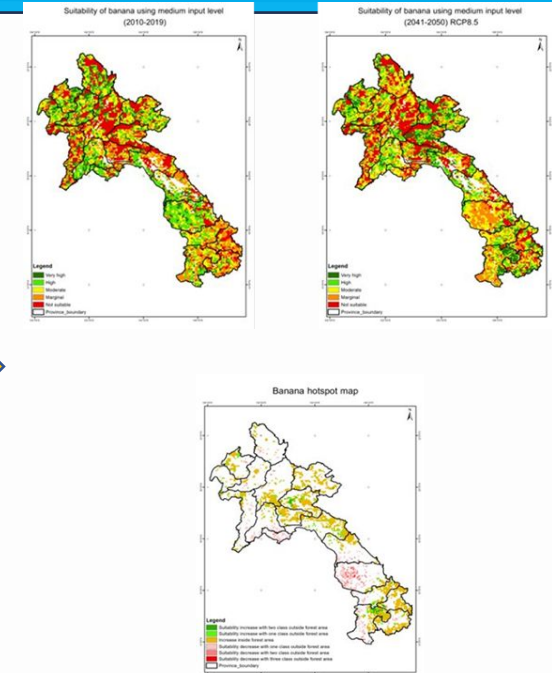 Suitability of banana using medium input level
(2010-2019)
Legend
Very high
High
Moderate
Marginal
Not suitable
Province_boundary
Suitability of banana using medium input level
(2041-2050) RCP8.5
Legend
Very high
High
Moderate
Marginal
Not suitable
Province_boundary
Banana hotspot map
Legend
Suitability increase with two class outside forest area
Suitability increase with one class outside forest area
Increase inside forest area
Suitability decrease with one class outside forest area
Suitability decrease with two class outside forest area
Suitability decrease with three class outside forest area
Province_boundary